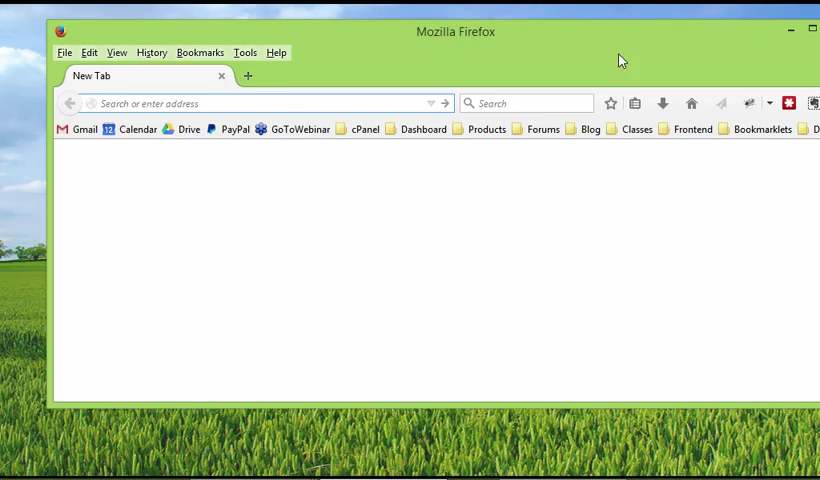 Mozilla Firefox
File Edit View History Bookmarks Tools Help
New Tab
Search or enter address Search
Gmail 12 Calendar Drive PayPal GoToWebinar cPanel Dashboard Products Forums Blog Classes Frontend Bookmarklets D